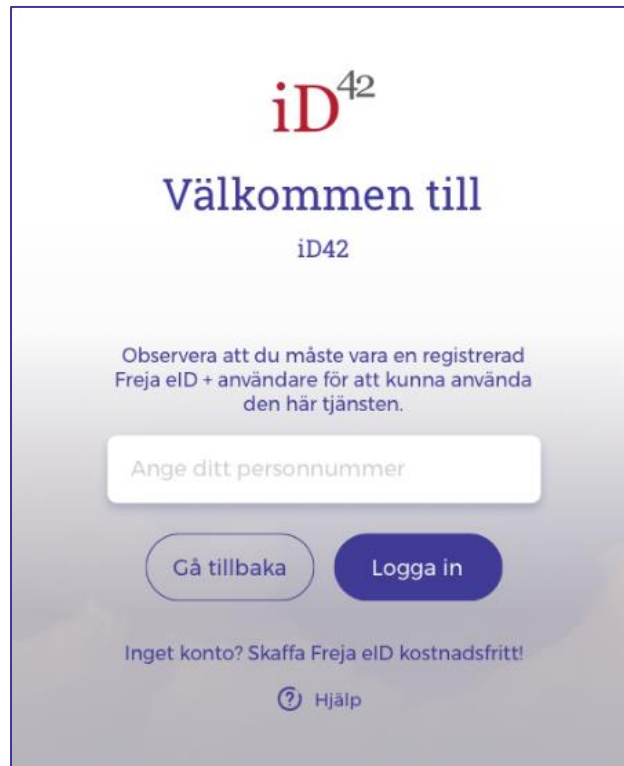 iD42
Välkommen till
iD42
Observera att du måste vara en registrerad
Freja eID + användare för att kunna använda
den här tjänsten.
Ange ditt personnummer
Gå tillbaka
Logga in
Inget konto? Skaffa Freja eID kostnadsfritt!
? Hjälp